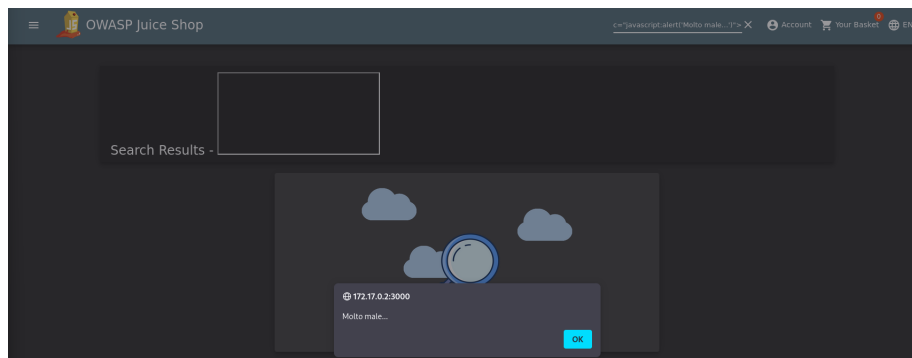 OWASP Juice Shop
c="javascript:alert('Molto male...')">
Account
0
Your Basket
EN
Search Results -
172.17.0.2:3000
Molto male...
OK